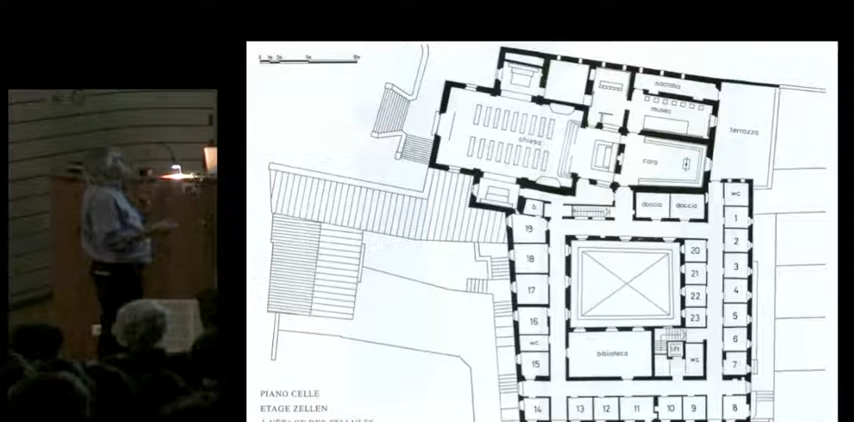 sacristia
museo
chiesa
coro
terrazzo
doccia doccia
wc
b.
1
19
2
20
18
3
21
17
4
22
5
23
16
6
lift
wc
biblioteca
wc
15
7
14
13
12
11
10
9
8
PIANO CELLE
ETAGE ZELLEN